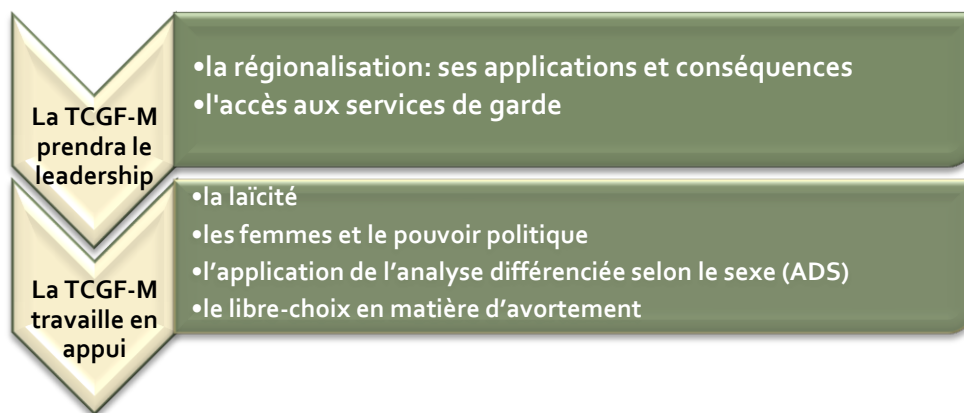 La TCGF-M
prendra le
leadership
•la régionalisation: ses applications et conséquences
•l'accès aux services de garde
La TCGF-M
travaille en
appui
•la laïcité
•les femmes et le pouvoir politique
•l’application de l’analyse différenciée selon le sexe (ADS)
•le libre-choix en matière d’avortement